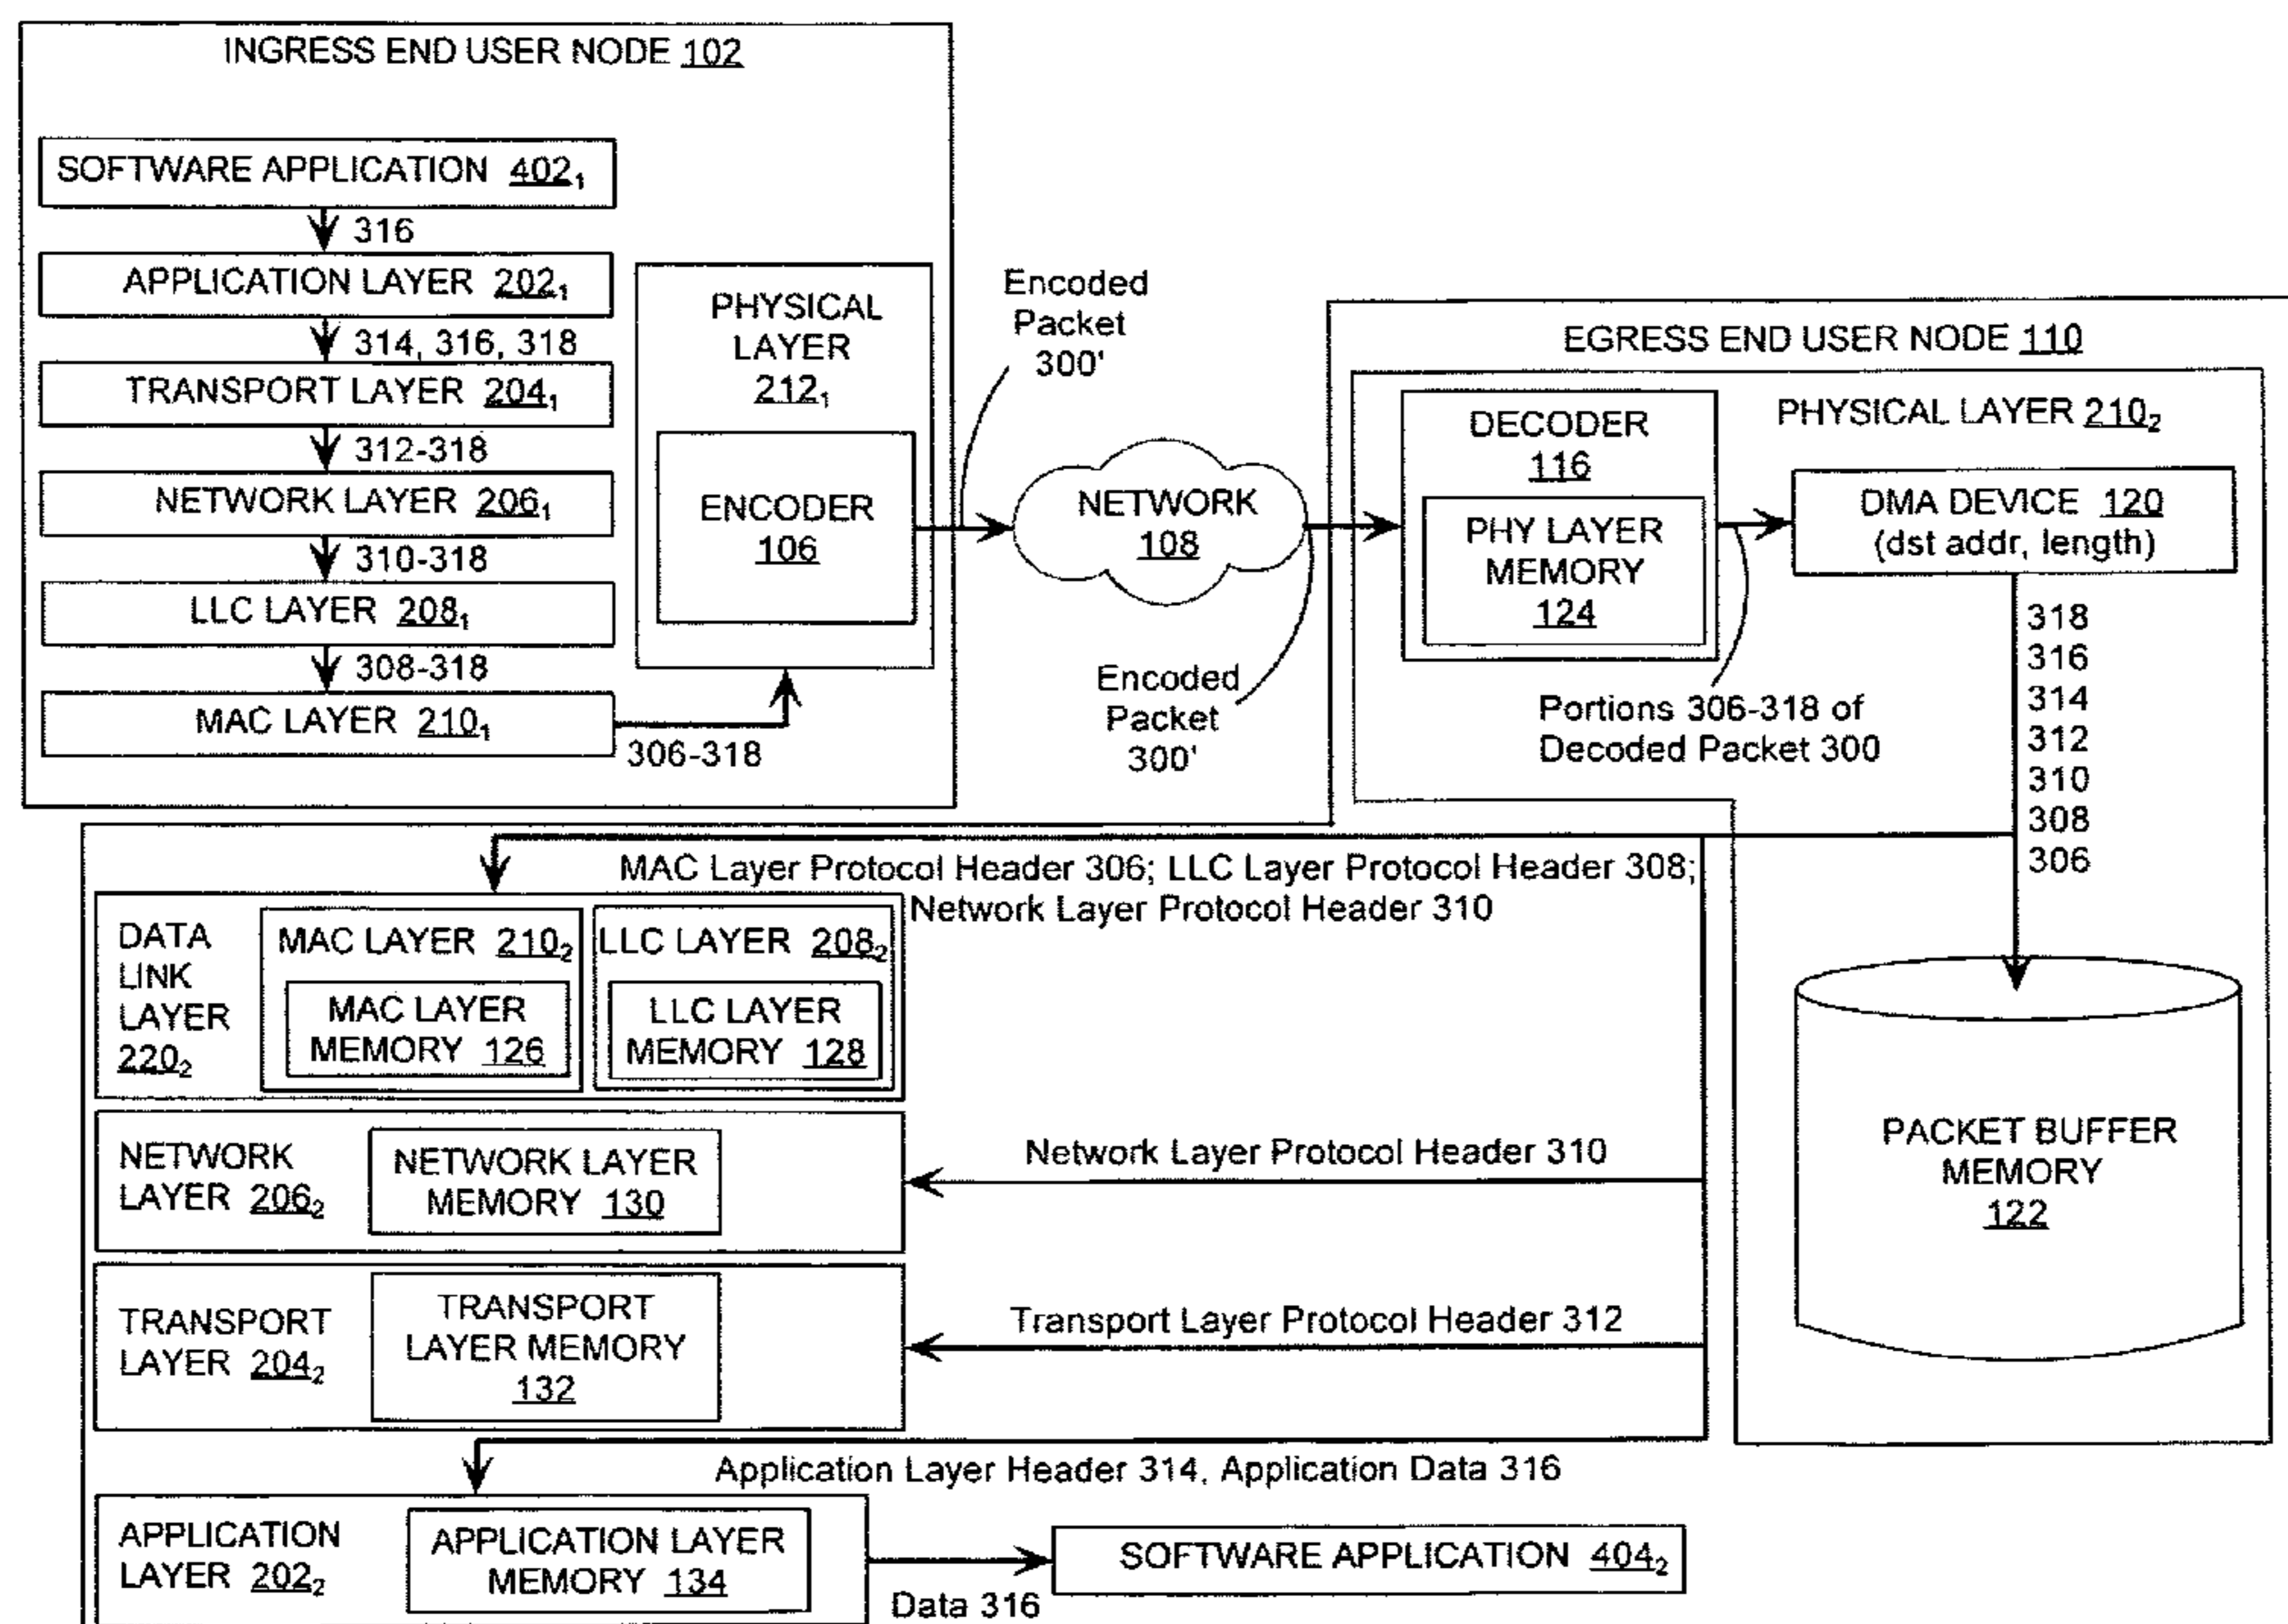 INGRESS END USER NODE 102
SOFTWARE APPLICATION 402₁
316
APPLICATION LAYER 202₁
314, 316, 318
TRANSPORT LAYER 204₁
312-318
NETWORK LAYER 206₁
310-318
LLC LAYER 208₁
308-318
MAC LAYER 210₁
306-318
PHYSICAL
LAYER
212₁
ENCODER
106
Encoded
Packet
300'
NETWORK
108
Encoded
Packet
300'
EGRESS END USER NODE 110
PHYSICAL LAYER 210₂
DECODER
116
PHY LAYER
MEMORY
124
DMA DEVICE 120
(dst addr, length)
Portions 306-318 of
Decoded Packet 300
318
316
314
312
310
308
306
PACKET BUFFER
MEMORY
122
MAC Layer Protocol Header 306; LLC Layer Protocol Header 308;
Network Layer Protocol Header 310
DATA
LINK
LAYER
220₂
MAC LAYER 210₂
MAC LAYER
MEMORY 126
LLC LAYER 208₂
LLC LAYER
MEMORY 128
NETWORK
LAYER 206₂
NETWORK LAYER
MEMORY 130
Network Layer Protocol Header 310
TRANSPORT
LAYER 204₂
TRANSPORT
LAYER MEMORY
132
Transport Layer Protocol Header 312
Application Layer Header 314, Application Data 316
APPLICATION
LAYER 202₂
APPLICATION LAYER
MEMORY 134
Data 316
SOFTWARE APPLICATION 404₂